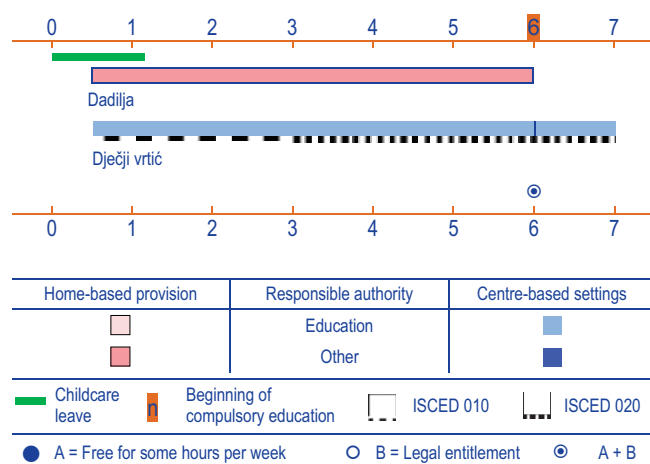 0 1 2 3 4 5 6 7
Dadilja
Dječji vrtić
0 1 2 3 4 5 6 7
Home-based provision Responsible authority Centre-based settings
Education
Other
Childcare leave
n Beginning of compulsory education
ISCED 010
ISCED 020
A = Free for some hours per week B = Legal entitlement A + B